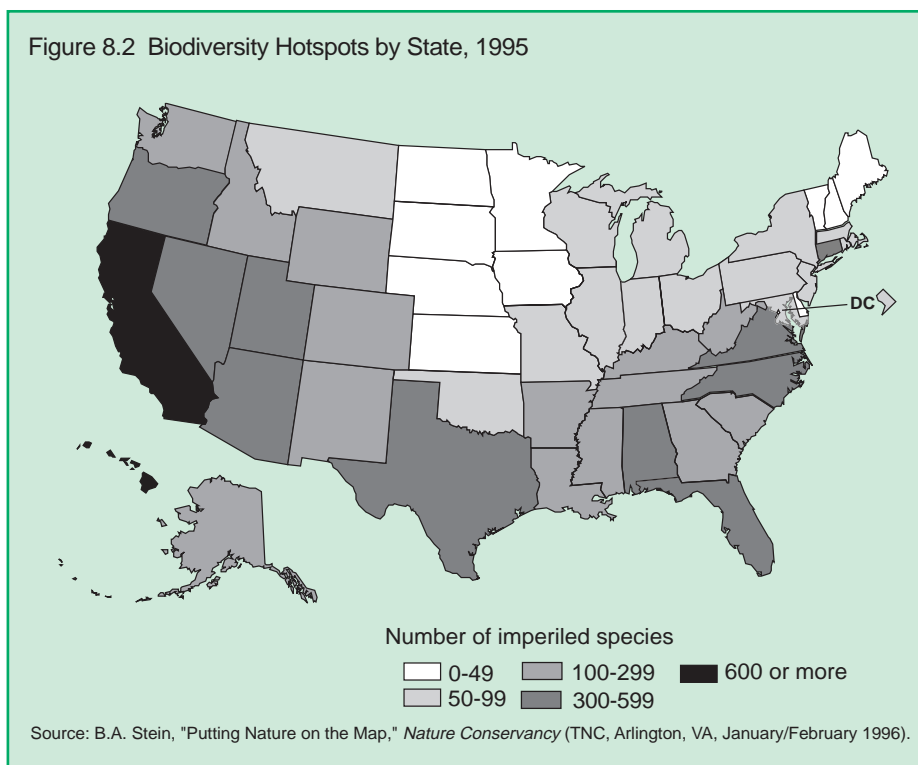 Figure 8.2  Biodiversity Hotspots by State, 1995
DC
Number of imperiled species
0-49
100-299
600 or more
50-99
300-599
Source: B.A. Stein, "Putting Nature on the Map," Nature Conservancy (TNC, Arlington, VA, January/February 1996).